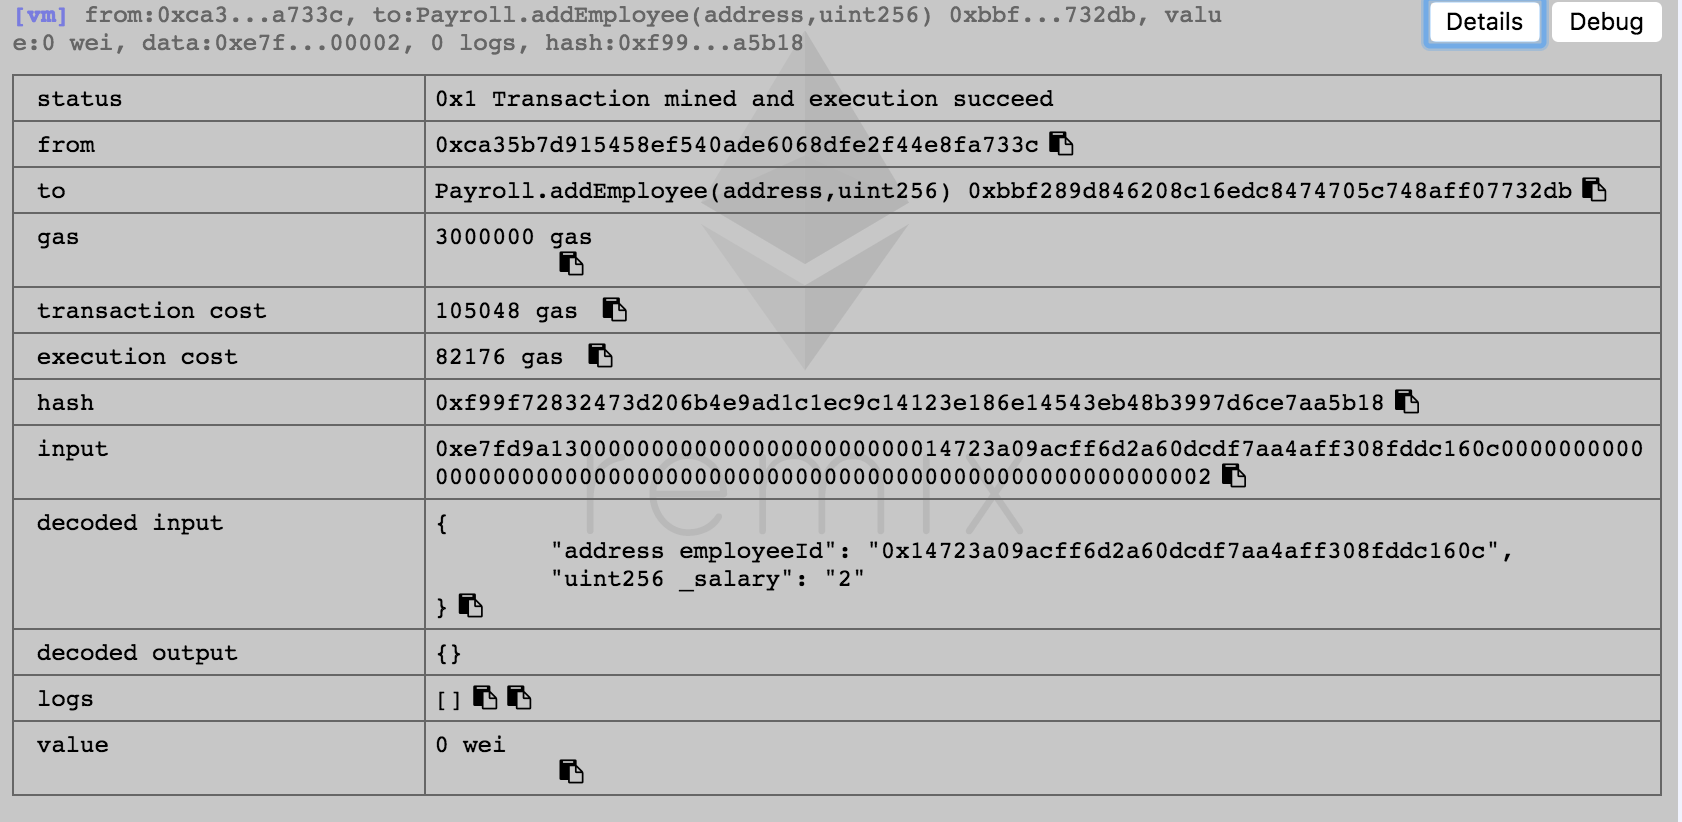 [vm] from:0xca3...a733c, to:Payroll.addEmployee(address,uint256) 0xbbf...732db, valu
e:0 wei, data:0xe7f...00002, 0 logs, hash:0xf99...a5b18
Details
Debug
status 0x1 Transaction mined and execution succeed
from 0xca35b7d915458ef540ade6068dfe2f44e8fa733c
to Payroll.addEmployee(address,uint256) 0xbbf289d846208c16edc8474705c748aff07732db
gas 3000000 gas
transaction cost 105048 gas
execution cost 82176 gas
hash 0xf99f72832473d206b4e9ad1c1ec9c14123e186e14543eb48b3997d6ce7aa5b18
input 0xe7fd9a1300000000000000000000000014723a09acff6d2a60dcdf7aa4aff308fddc160c0000000000
000000000000000000000000000000000000000000000000000002
decoded input {
"address employeeId": "0x14723a09acff6d2a60dcdf7aa4aff308fddc160c",
"uint256 _salary": "2"
}
decoded output {}
logs []
value 0 wei
remix